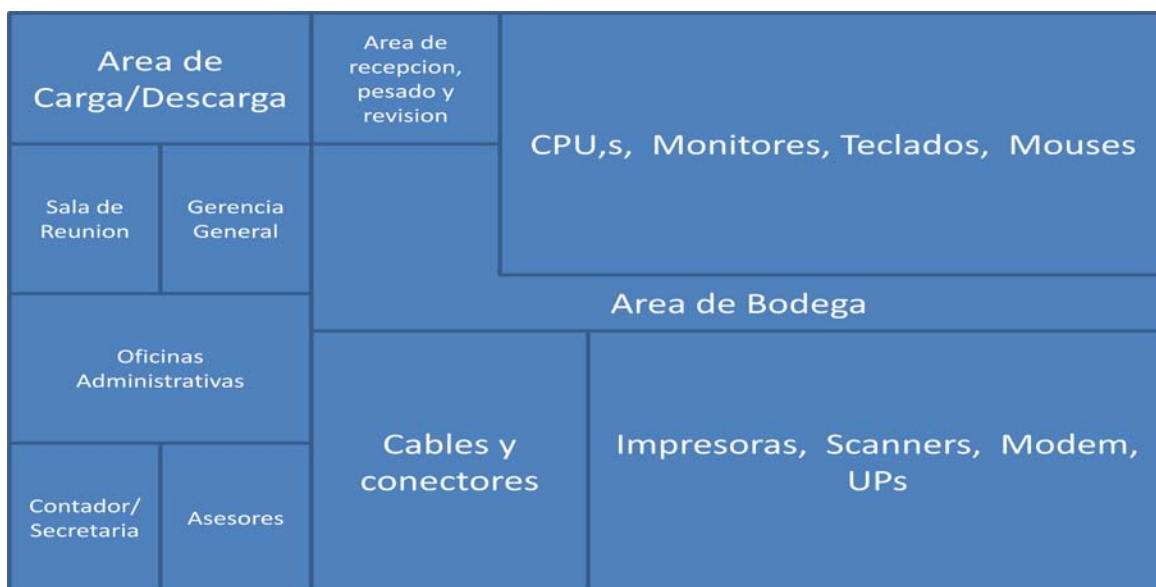 Area de
Carga/Descarga
Area de
recepcion,
pesado y
revision
CPU,s, Monitores, Teclados, Mouses
Sala de
Reunion
Gerencia
General
Area de Bodega
Oficinas
Administrativas
Cables y
conectores
Impresoras, Scanners, Modem,
UPs
Contador/
Secretaria
Asesores